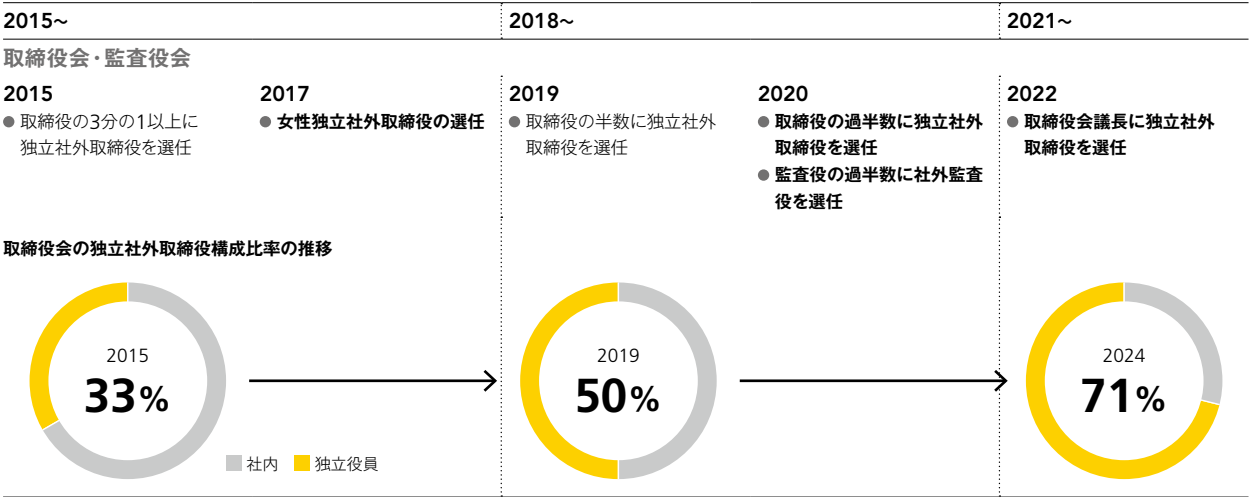 2015~
2018~
2021~
取締役会・監査役会
2015
● 取締役の3分の1以上に
独立社外取締役を選任
2017
● 女性独立社外取締役の選任
2019
● 取締役の半数に独立社外
取締役を選任
2020
● 取締役の過半数に独立社外
取締役を選任
● 監査役の過半数に社外監査
役を選任
2022
● 取締役会議長に独立社外
取締役を選任
取締役会の独立社外取締役構成比率の推移
2015
33%
2019
50%
2024
71%
社内 独立役員